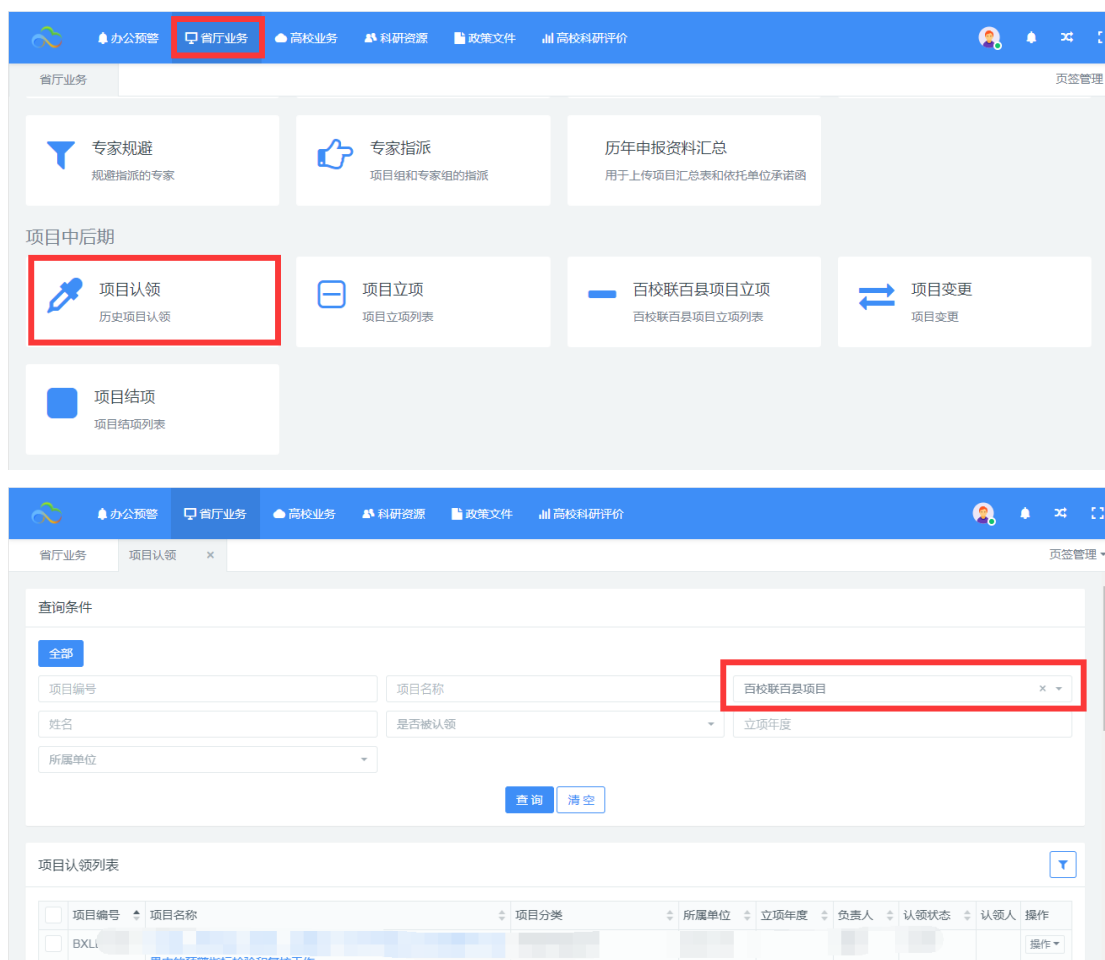 办公预警 省厅业务 高校业务 科研资源 政策文件 高校科研评价
省厅业务 页签管理
专家规避 专家指派 历年申报资料汇总
规避指派的专家 项目组和专家组的指派 用于上传项目汇总表和依托单位承诺函
项目中后期
项目认领 项目立项 百校联百县项目立项 项目变更
历史项目认领 项目立项列表 百校联百县项目立项列表 项目变更
项目结项
项目结项列表
办公预警 省厅业务 高校业务 科研资源 政策文件 高校科研评价
省厅业务 项目认领 × 页签管理
查询条件
全部
项目编号 项目名称 百校联百县项目 ×
姓名 是否被认领 立项年度
所属单位
查询 清空
项目认领列表
项目编号 项目名称 项目分类 所属单位 立项年度 负责人 认领状态 认领人 操作
BXL 操作